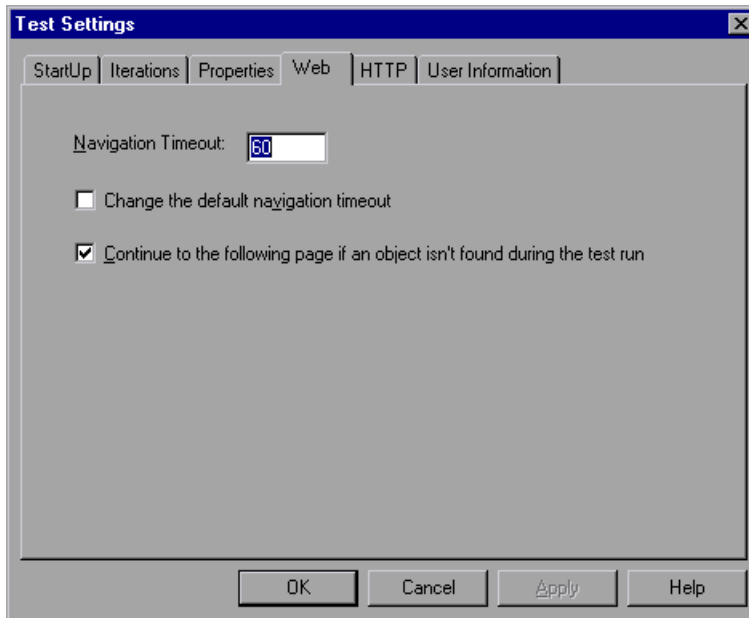 Test Settings
StartUp Iterations Properties Web HTTP User Information
Navigation Timeout: 60
Change the default navigation timeout
Continue to the following page if an object isn't found during the test run
OK Cancel Apply Help